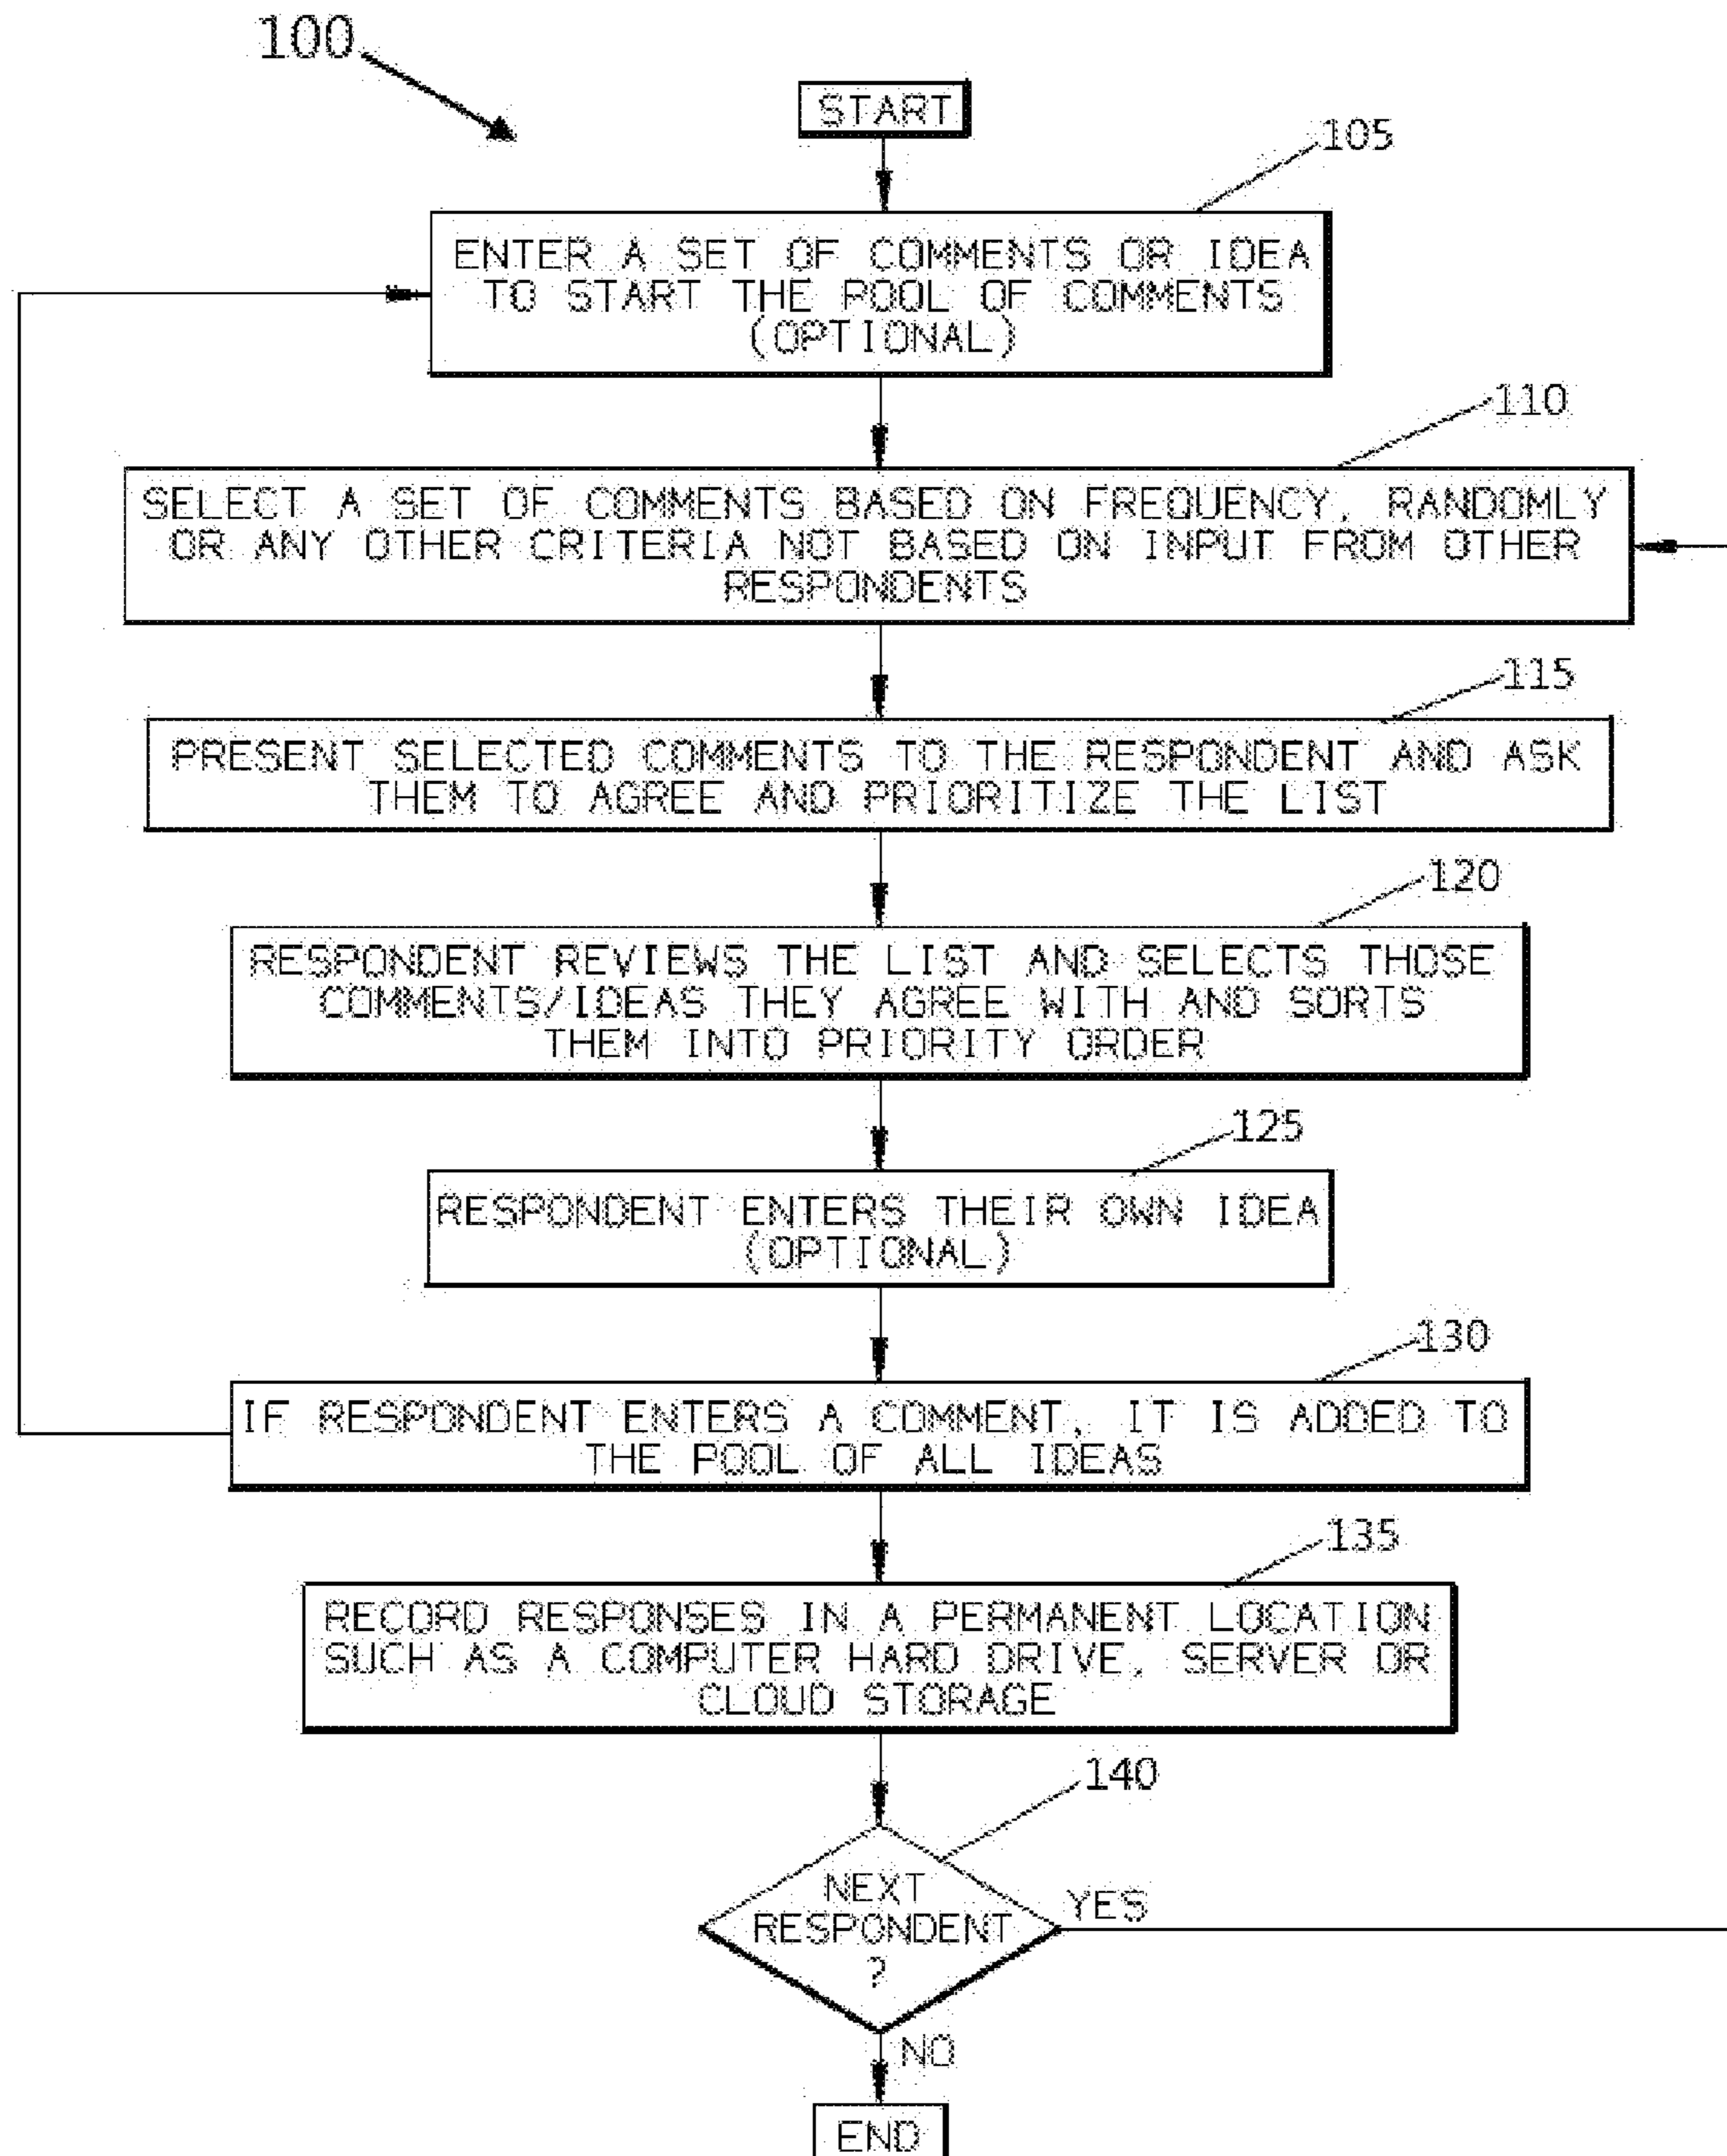 100
START
105
ENTER A SET OF COMMENTS OR IDEA
TO START THE POOL OF COMMENTS
(OPTIONAL)
110
SELECT A SET OF COMMENTS BASED ON FREQUENCY, RANDOMLY
OR ANY OTHER CRITERIA NOT BASED ON INPUT FROM OTHER
RESPONDENTS
115
PRESENT SELECTED COMMENTS TO THE RESPONDENT AND ASK
THEM TO AGREE AND PRIORITIZE THE LIST
120
RESPONDENT REVIEWS THE LIST AND SELECTS THOSE
COMMENTS/IDEAS THEY AGREE WITH AND SORTS
THEM INTO PRIORITY ORDER
125
RESPONDENT ENTERS THEIR OWN IDEA
(OPTIONAL)
130
IF RESPONDENT ENTERS A COMMENT, IT IS ADDED TO
THE POOL OF ALL IDEAS
135
RECORD RESPONSES IN A PERMANENT LOCATION
SUCH AS A COMPUTER HARD DRIVE, SERVER OR
CLOUD STORAGE
140
NEXT
RESPONDENT
?
YES
NO
END